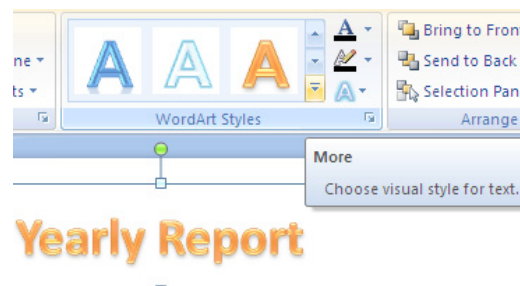 ne
ts
A A A A
Bring to Fron
Send to Back
A
Selection Pan
WordArt Styles
Arrange
More
Choose visual style for text.
Yearly Report